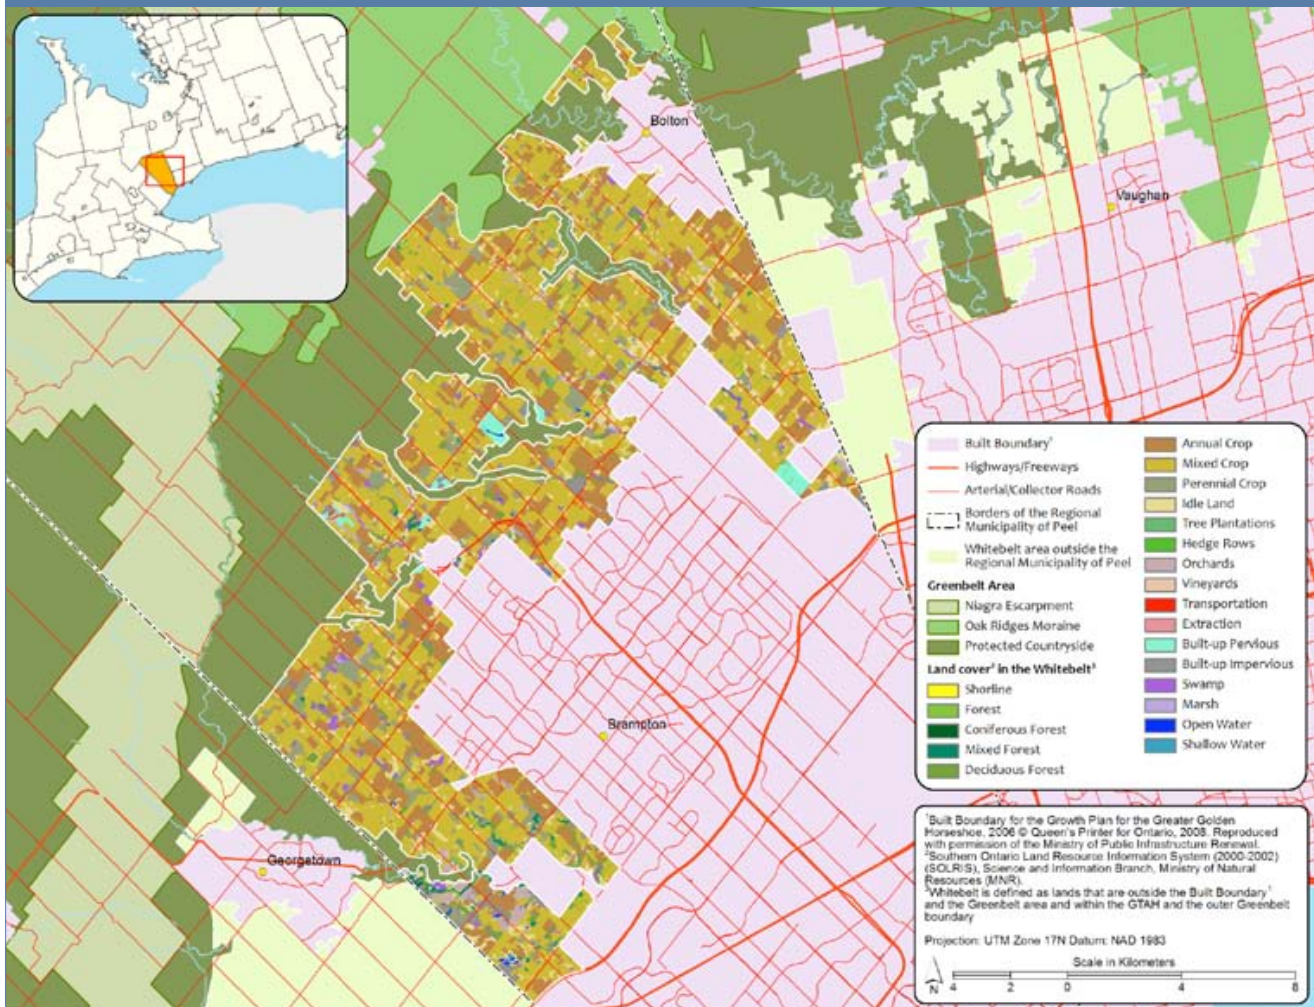 Bolton
Vaughan
Brampton
Georgetown
Built Boundary¹
Highways/Freeways
Arterial/Collector Roads
Borders of the Regional
Municipality of Peel
Whitebelt area outside the
Regional Municipality of Peel
Greenbelt Area
Niagra Escarpment
Oak Ridges Moraine
Protected Countryside
Land cover² in the Whitebelt³
Shorline
Forest
Coniferous Forest
Mixed Forest
Deciduous Forest
Annual Crop
Mixed Crop
Perennial Crop
Idle Land
Tree Plantations
Hedge Rows
Orchards
Vineyards
Transportation
Extraction
Built-up Pervious
Built-up Impervious
Swamp
Marsh
Open Water
Shallow Water
¹Built Boundary for the Growth Plan for the Greater Golden
Horseshoe, 2006 © Queen's Printer for Ontario, 2008. Reproduced
with permission of the Ministry of Public Infrastructure Renewal.
²Southern Ontario Land Resource Information System (2000-2002)
(SOLRIS), Science and Information Branch, Ministry of Natural
Resources (MNR).
³Whitebelt is defined as lands that are outside the Built Boundary¹
and the Greenbelt area and within the GTAH and the outer Greenbelt
boundary
Projection: UTM Zone 17N Datum: NAD 1983
Scale in Kilometers
N
4 2 0 4 8